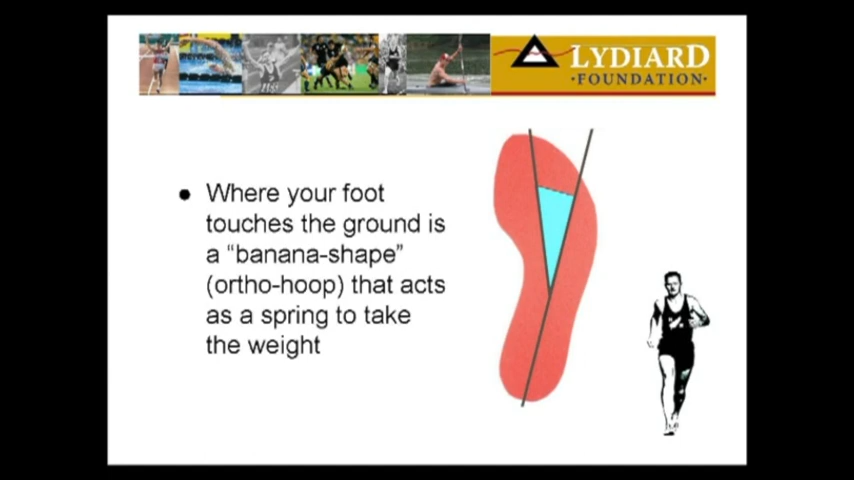 LYDIARD
·FOUNDATION·
● Where your foot
touches the ground is
a “banana-shape”
(ortho-hoop) that acts
as a spring to take
the weight